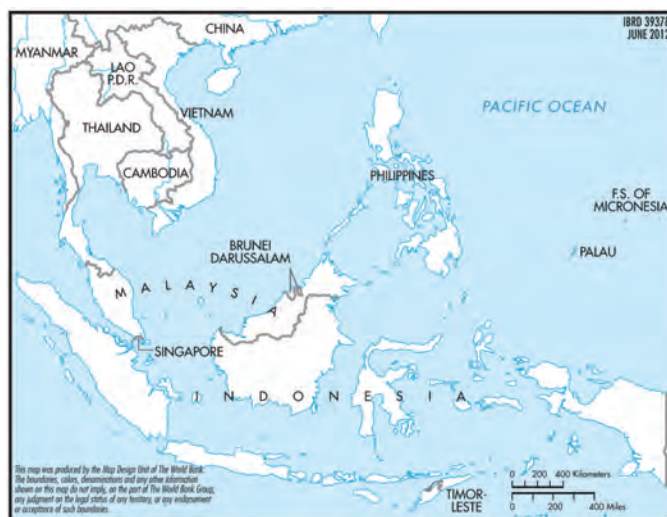 IBRD 39378
JUNE 2012
CHINA
MYANMAR
LAO
P.D.R.
VIETNAM
THAILAND
CAMBODIA
PACIFIC OCEAN
PHILIPPINES
F.S. OF
MICRONESIA
PALAU
BRUNEI
DARUSSALAM
MALAYSIA
SINGAPORE
INDONESIA
This map was produced by the Map Design Unit of The World Bank.
The boundaries, colors, denominations and any other information
shown on this map do not imply, on the part of The World Bank Group,
any judgment on the legal status of any territory, or any endorsement
or acceptance of such boundaries.
TIMOR-
LESTE
0 200 400 Kilometers
0 200 400 Miles